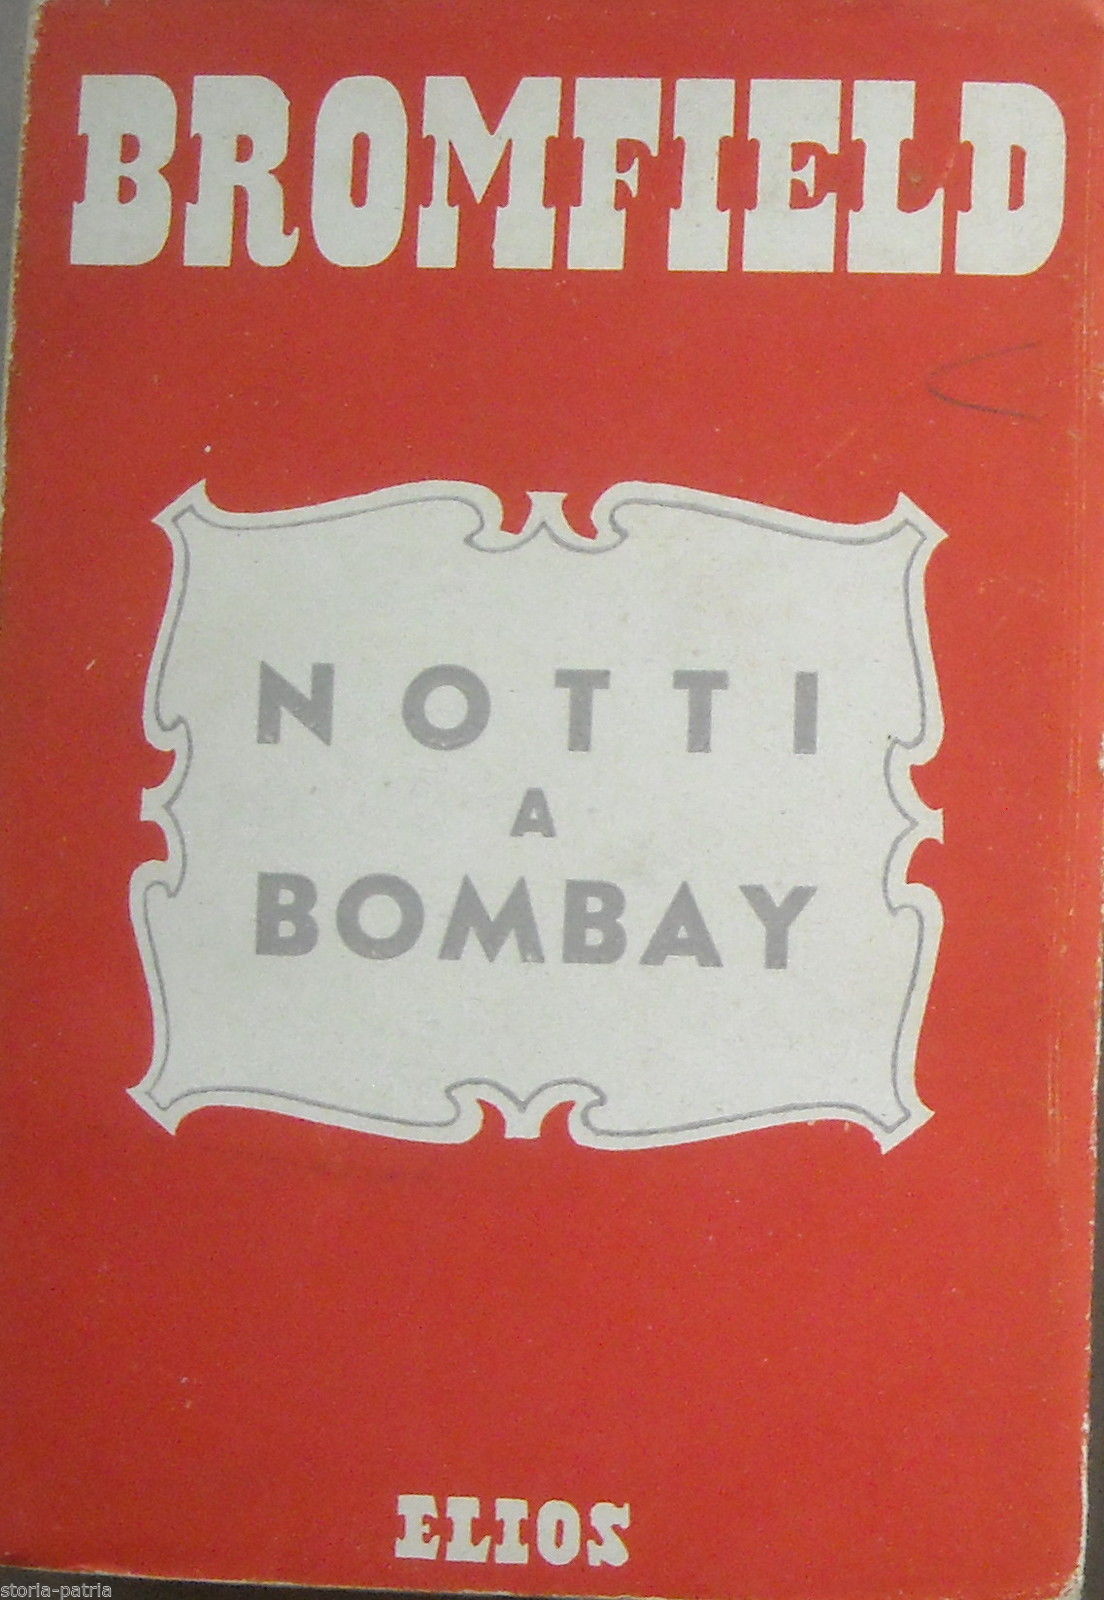 BROMFIELD
NOTTI
A
BOMBAY
ELIOS
storia-patria